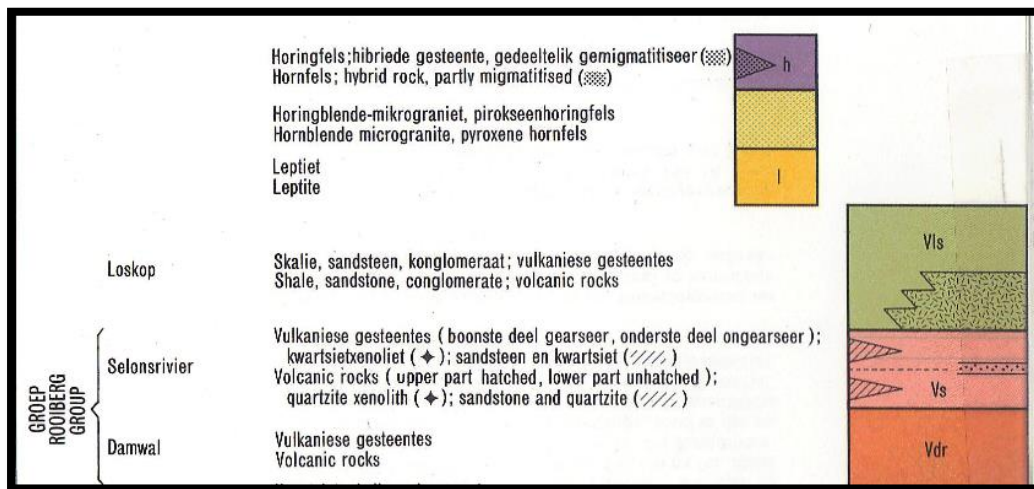 Horingfels;hibriede gesteente, gedeeltelik gemigmatitiseer( )
Hornfels; hybrid rock, partly migmatitised ( )
h
Horingblende-mikrograniet, pirokseenhoringfels
Hornblende microgranite, pyroxene hornfels
Leptiet
Leptite
l
Loskop
Skalie, sandsteen, konglomeraat; vulkaniese gesteentes
Shale, sandstone, conglomerate; volcanic rocks
Vls
GROEP
ROOIBERG
GROUP
Selonsrivier
Vulkaniese gesteentes ( boonste deel gearseer, onderste deel ongearseer);
kwartsietxenoliet ( ); sandsteen en kwartsiet ( )
Volcanic rocks ( upper part hatched, lower part unhatched );
quartzite xenolith ( ); sandstone and quartzite ( )
Vs
Damwal
Vulkaniese gesteentes
Volcanic rocks
Vdr